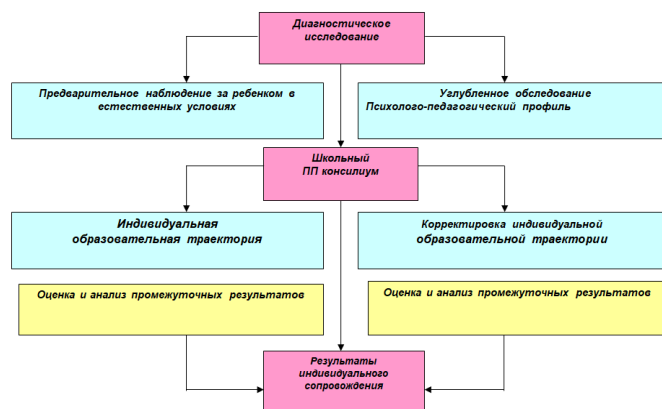 Диагностическое
исследование
Предварительное наблюдение за ребенком в
естественных условиях
Углубленное обследование
Психолого-педагогический профиль
Школьный
ПП консилиум
Индивидуальная
образовательная траектория
Корректировка индивидуальной
образовательной траектории
Оценка и анализ промежуточных результатов
Оценка и анализ промежуточных результатов
Результаты
индивидуального
сопровождения